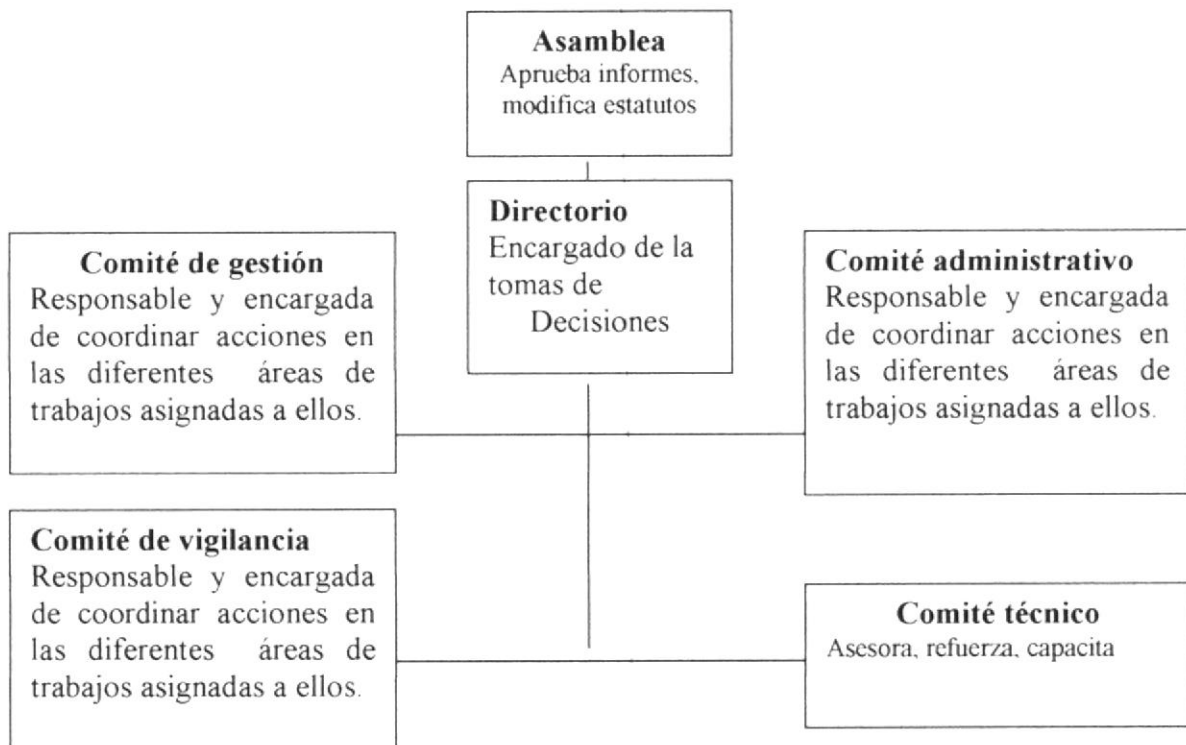 Asamblea
Aprueba informes,
modifica estatutos
Directorio
Encargado de la
tomas de
Decisiones
Comité de gestión
Responsable y encargada
de coordinar acciones en
las diferentes áreas de
trabajos asignadas a ellos.
Comité administrativo
Responsable y encargada
de coordinar acciones en
las diferentes áreas de
trabajos asignadas a ellos.
Comité de vigilancia
Responsable y encargada
de coordinar acciones en
las diferentes áreas de
trabajos asignadas a ellos.
Comité técnico
Asesora, refuerza, capacita